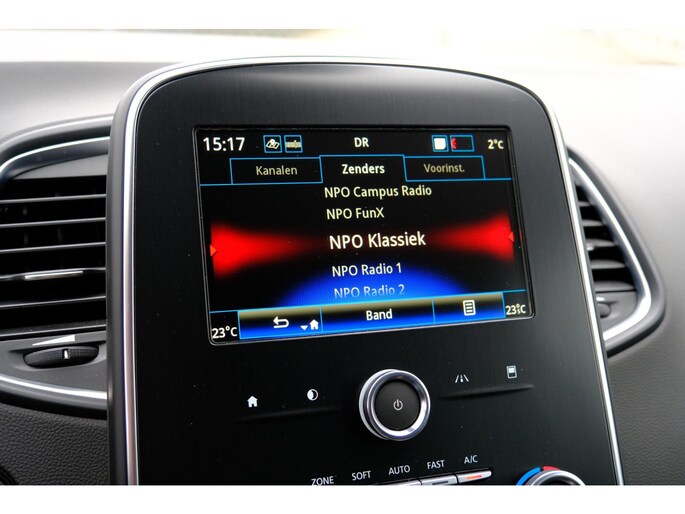 15:17 DR 2°C
Kanalen Zenders Voorinst.
NPO Campus Radio
NPO FunX
NPO Klassiek
NPO Radio 1
NPO Radio 2
23°C Band 23°C
ZONE SOFT AUTO FAST A/C